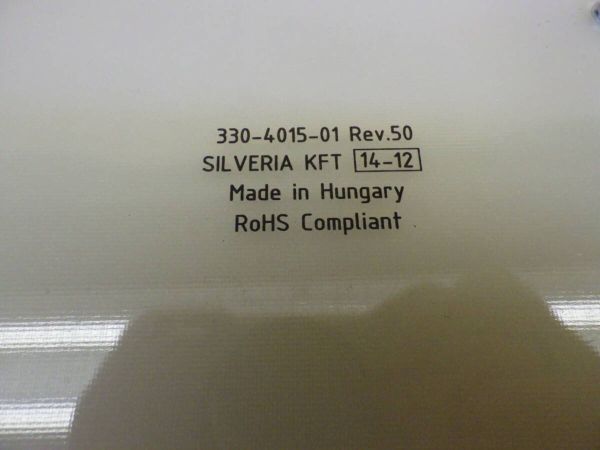 330-4015-01 Rev.50
SILVERIA KFT 14-12
Made in Hungary
RoHS Compliant